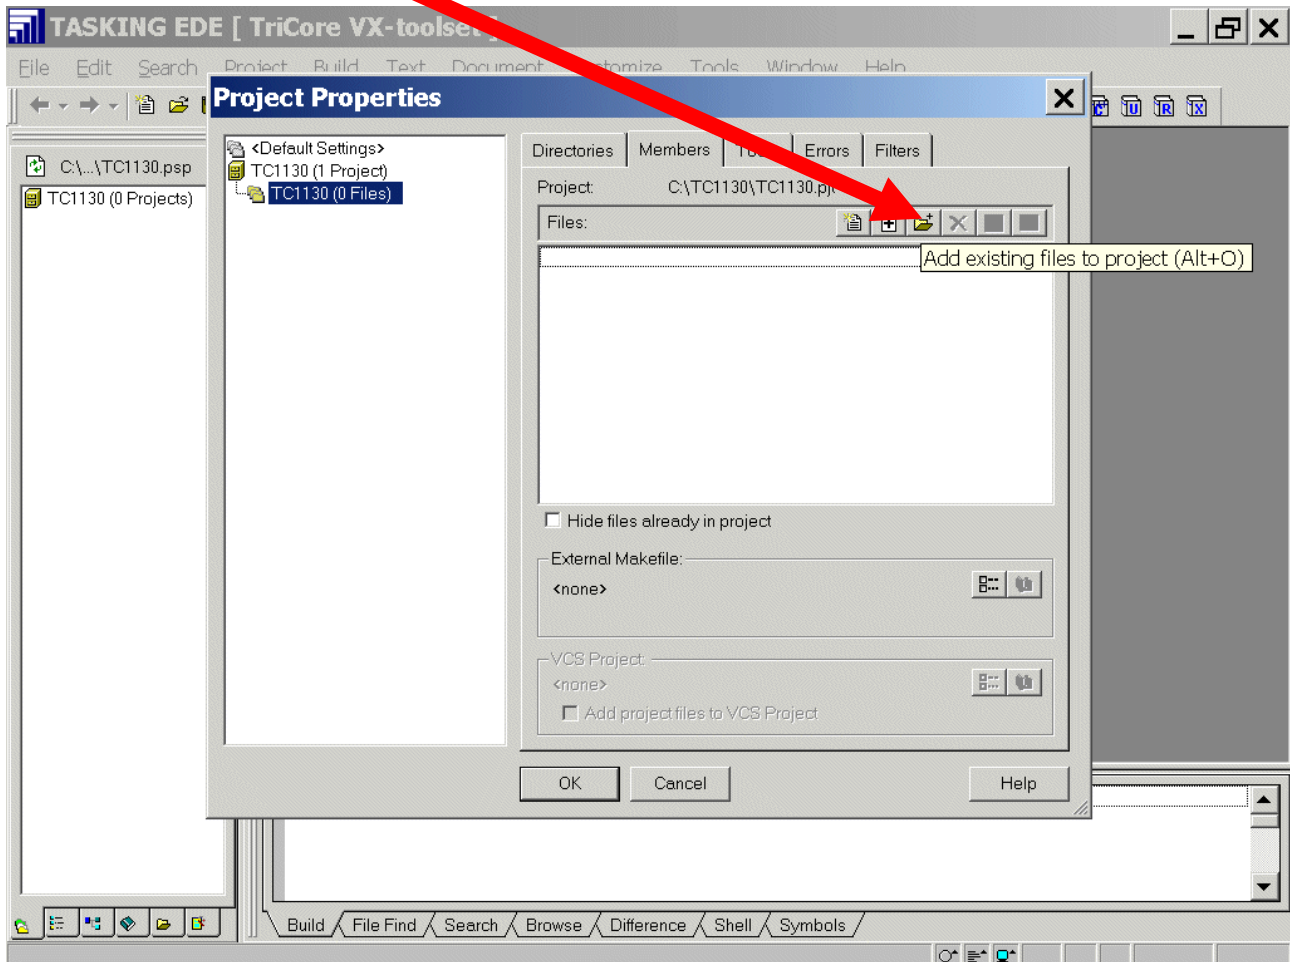 TASKING EDE [ TriCore VX-toolset ]
File Edit Search Project Build Text Document Customize Tools Window Help
Project Properties
C:\...\TC1130.psp
TC1130 (0 Projects)
<Default Settings>
TC1130 (1 Project)
TC1130 (0 Files)
Directories Members Errors Filters
Project: C:\TC1130\TC1130.pjt
Files:
Add existing files to project (Alt+O)
Hide files already in project
External Makefile:
<none>
VCS Project:
<none>
Add project files to VCS Project
OK Cancel Help
Build File Find Search Browse Difference Shell Symbols